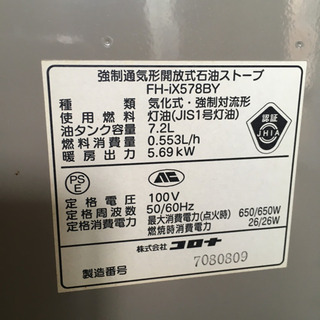 強制通気形開放式石油ストーブ
FH-iX578BY
種類 気化式・強制対流形
使用燃料 灯油(JIS1号灯油)
油タンク容量 7.2L
燃料消費量 0.553L/h
暖房出力 5.69kW
認証
JHIA
PS
E
定格電圧 100V
定格周波数 50/60Hz
定格消費電力 最大消費電力(点火時) 650/650W
燃焼時消費電力 26/26W
株式会社 コロナ
製造番号 7080809